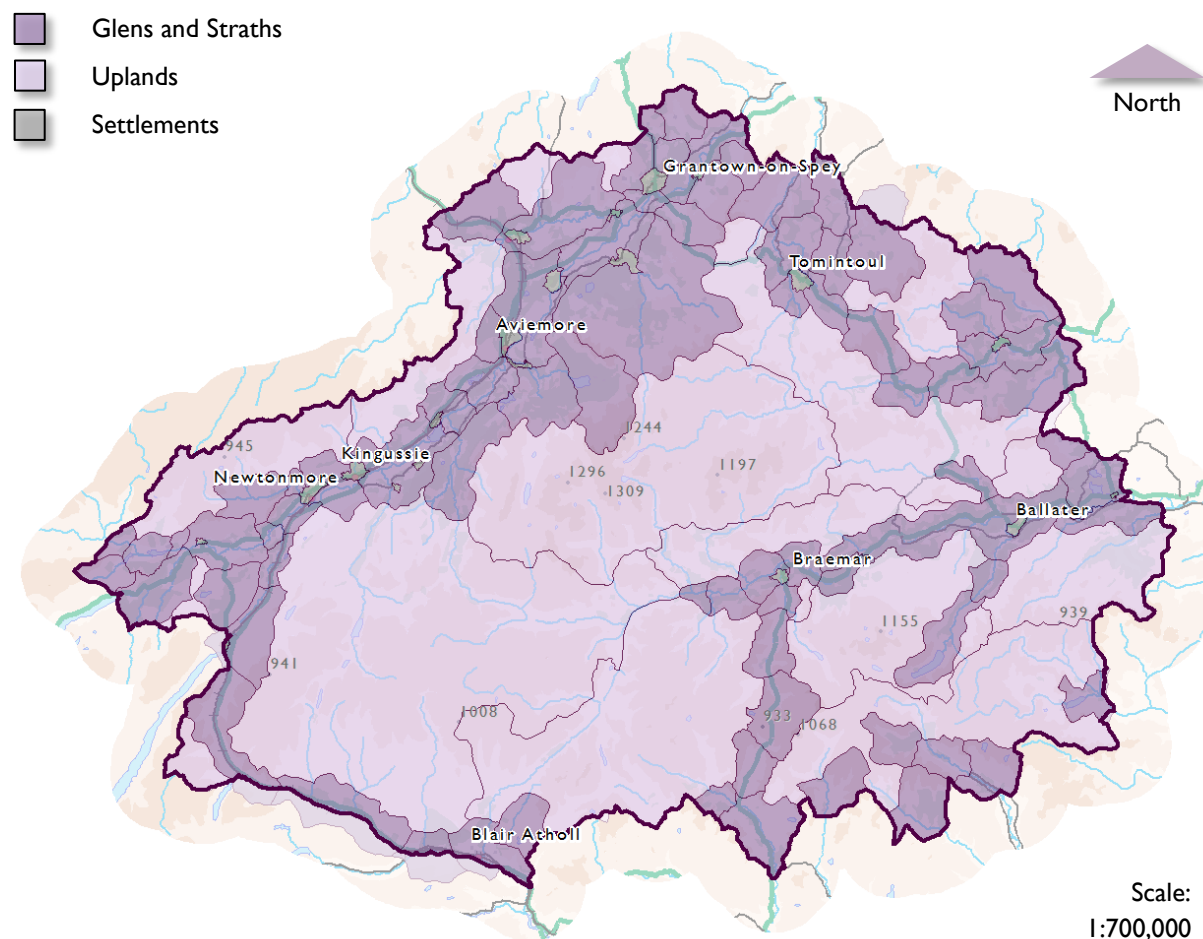 Glens and Straths
Uplands
Settlements
North
Grantown-on-Spey
Tomintoul
Aviemore
1244
945
Kingussie
1296
1197
Newtonmore
1309
Ballater
Braemar
939
1155
941
1008
933
1068
Blair Atholl
Scale:
1:700,000